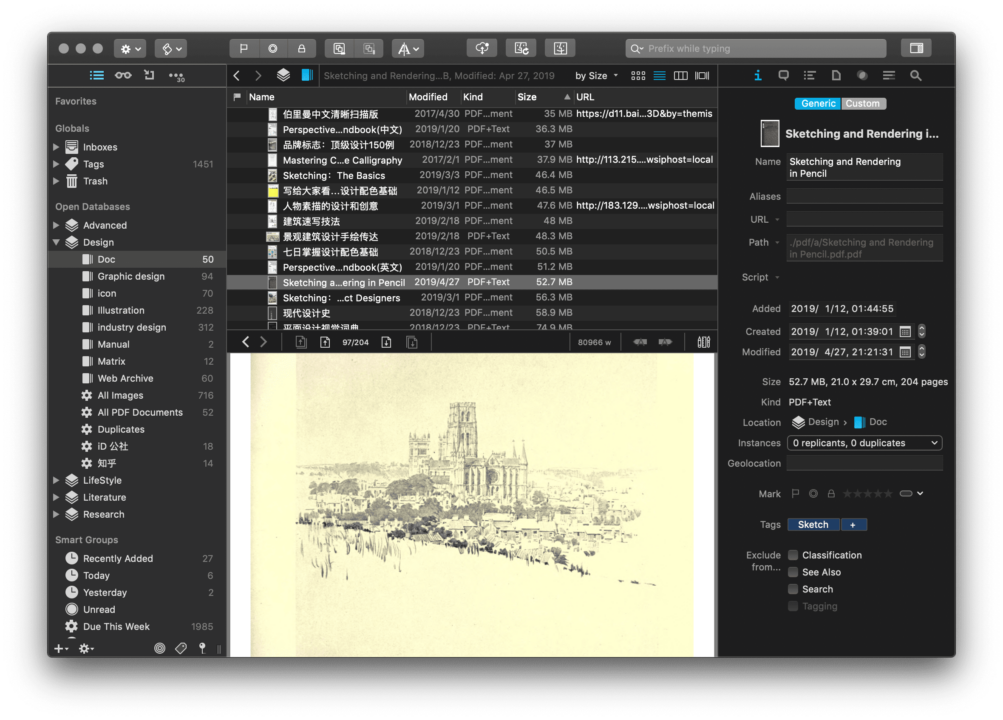 Prefix while typing
30
Sketching and Rendering...B, Modified: Apr 27, 2019
by Size
Favorites
Globals
Inboxes
Tags 1451
Trash
Open Databases
Advanced
Design
Doc 50
Graphic design 94
icon 70
Illustration 228
industry design 312
Manual 2
Matrix 12
Web Archive 60
All Images 716
All PDF Documents 52
Duplicates
iD 公社 18
知乎 14
LifeStyle
Literature
Research
Smart Groups
Recently Added 27
Today 6
Yesterday 2
Unread
Due This Week 1985
Name Modified Kind Size URL
伯里曼中文清晰扫描版 2017/4/30 PDF...ment 35 MB https://d11.bai...3D&by=themis
Perspective...ndbook(中文) 2019/1/20 PDF+Text 36.3 MB
品牌标志：顶级设计150例 2018/12/23 PDF...ment 37 MB
Mastering C...e Calligraphy 2017/2/1 PDF...ment 37.9 MB http://113.215....wsiphost=local
Sketching：The Basics 2019/3/3 PDF...ment 46.4 MB
写给大家看...设计配色基础 2019/1/12 PDF...ment 46.5 MB
人物素描的设计和创意 2019/3/1 PDF...ment 47.6 MB http://183.129....wsiphost=local
建筑速写技法 2019/2/18 PDF...ment 48 MB
景观建筑设计手绘传达 2019/2/18 PDF...ment 48.3 MB
七日掌握设计配色基础 2018/12/23 PDF...ment 50.5 MB
Perspective...ndbook(英文) 2019/1/20 PDF+Text 51.2 MB
Sketching a...ering in Pencil 2019/4/27 PDF+Text 52.7 MB
Sketching：...ct Designers 2019/3/1 PDF...ment 56.3 MB
现代设计史 2018/12/23 PDF...ment 58.9 MB
平面设计视觉词典 2018/12/23 PDF...ment 74.9 MB
97/204 80966 w
Generic Custom
Sketching and Rendering i...
Name Sketching and Rendering
in Pencil
Aliases
URL
Path ./pdf/a/Sketching and Rendering
in Pencil.pdf.pdf
Script
Added 2019/ 1/12, 01:44:55
Created 2019/ 1/12, 01:39:01
Modified 2019/ 4/27, 21:21:31
Size 52.7 MB, 21.0 x 29.7 cm, 204 pages
Kind PDF+Text
Location Design › Doc
Instances 0 replicants, 0 duplicates
Geolocation
Mark
Tags Sketch +
Exclude Classification
from... See Also
Search
Tagging